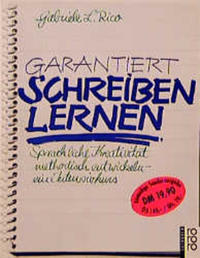 Gabriele L. Rico
GARANTIERT
SCHREIBEN
LERNEN
Sprachliche Kreativität
methodisch entwickeln –
ein Intensivkurs
DM 19,90
rororo